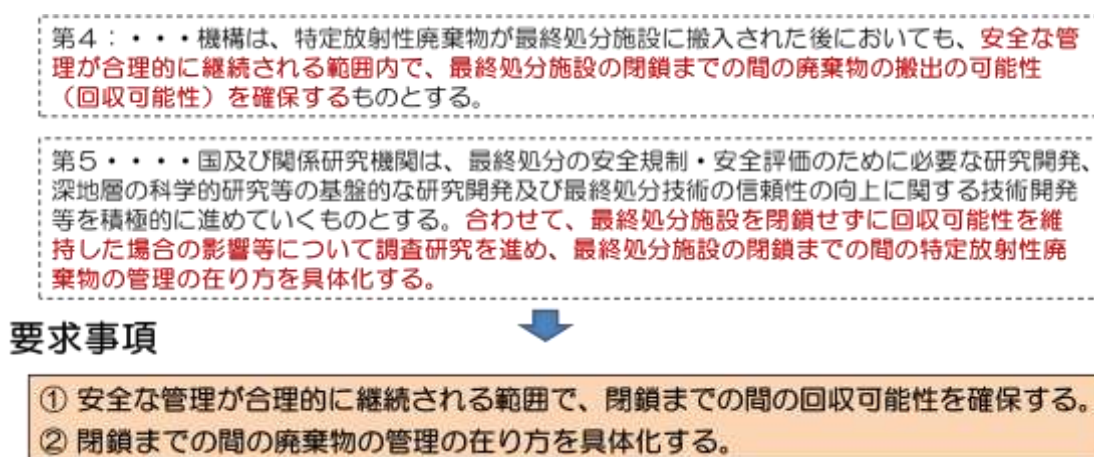 第4：・・・機構は、特定放射性廃棄物が最終処分施設に搬入された後においても、安全な管
理が合理的に継続される範囲内で、最終処分施設の閉鎖までの間の廃棄物の搬出の可能性
（回収可能性）を確保するものとする。
第5・・・・国及び関係研究機関は、最終処分の安全規制・安全評価のために必要な研究開発、
深地層の科学的研究等の基盤的な研究開発及び最終処分技術の信頼性の向上に関する技術開発
等を積極的に進めていくものとする。合わせて、最終処分施設を閉鎖せずに回収可能性を維
持した場合の影響等について調査研究を進め、最終処分施設の閉鎖までの間の特定放射性廃
棄物の管理の在り方を具体化する。
要求事項
① 安全な管理が合理的に継続される範囲で、閉鎖までの間の回収可能性を確保する。
② 閉鎖までの間の廃棄物の管理の在り方を具体化する。